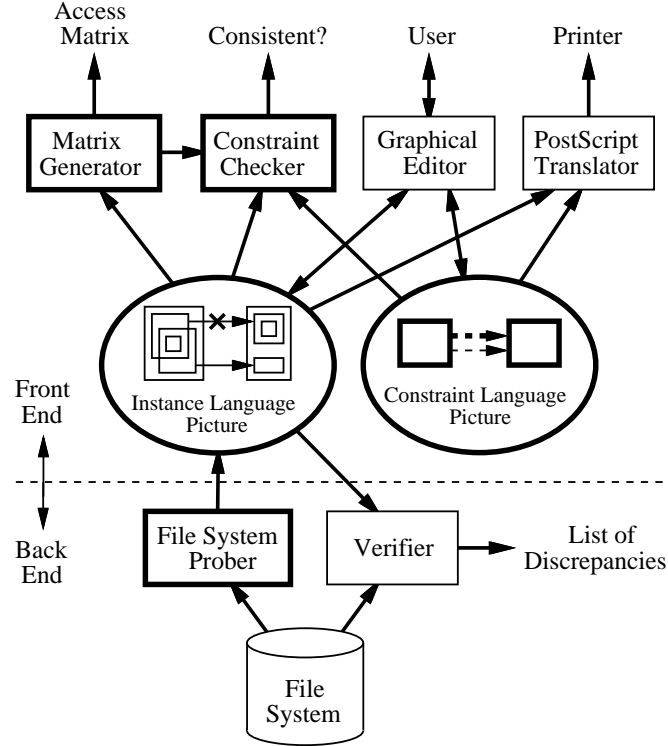 Access
Matrix
Consistent?
User
Printer
Matrix
Generator
Constraint
Checker
Graphical
Editor
PostScript
Translator
Instance Language
Picture
Constraint Language
Picture
Front
End
Back
End
File System
Prober
Verifier
List of
Discrepancies
File
System